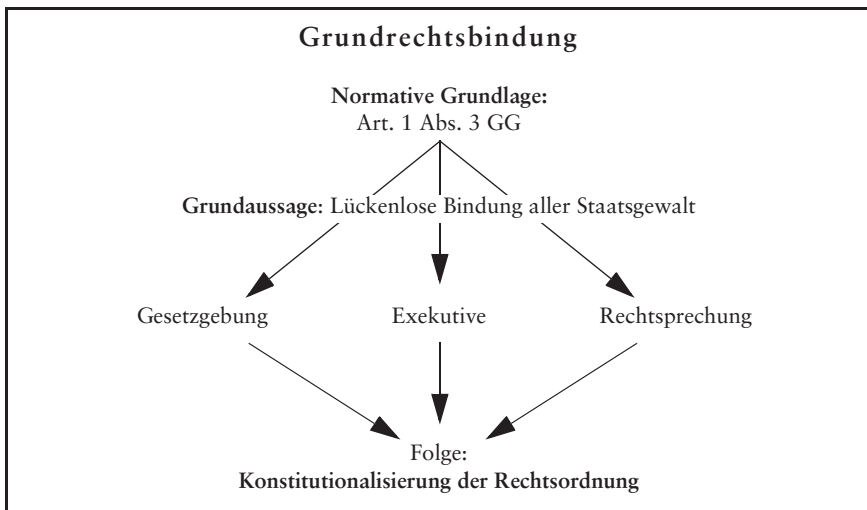 Grundrechtsbindung
Normative Grundlage:
Art. 1 Abs. 3 GG
Grundaussage: Lückenlose Bindung aller Staatsgewalt
Gesetzgebung Exekutive Rechtsprechung
Folge:
Konstitutionalisierung der Rechtsordnung